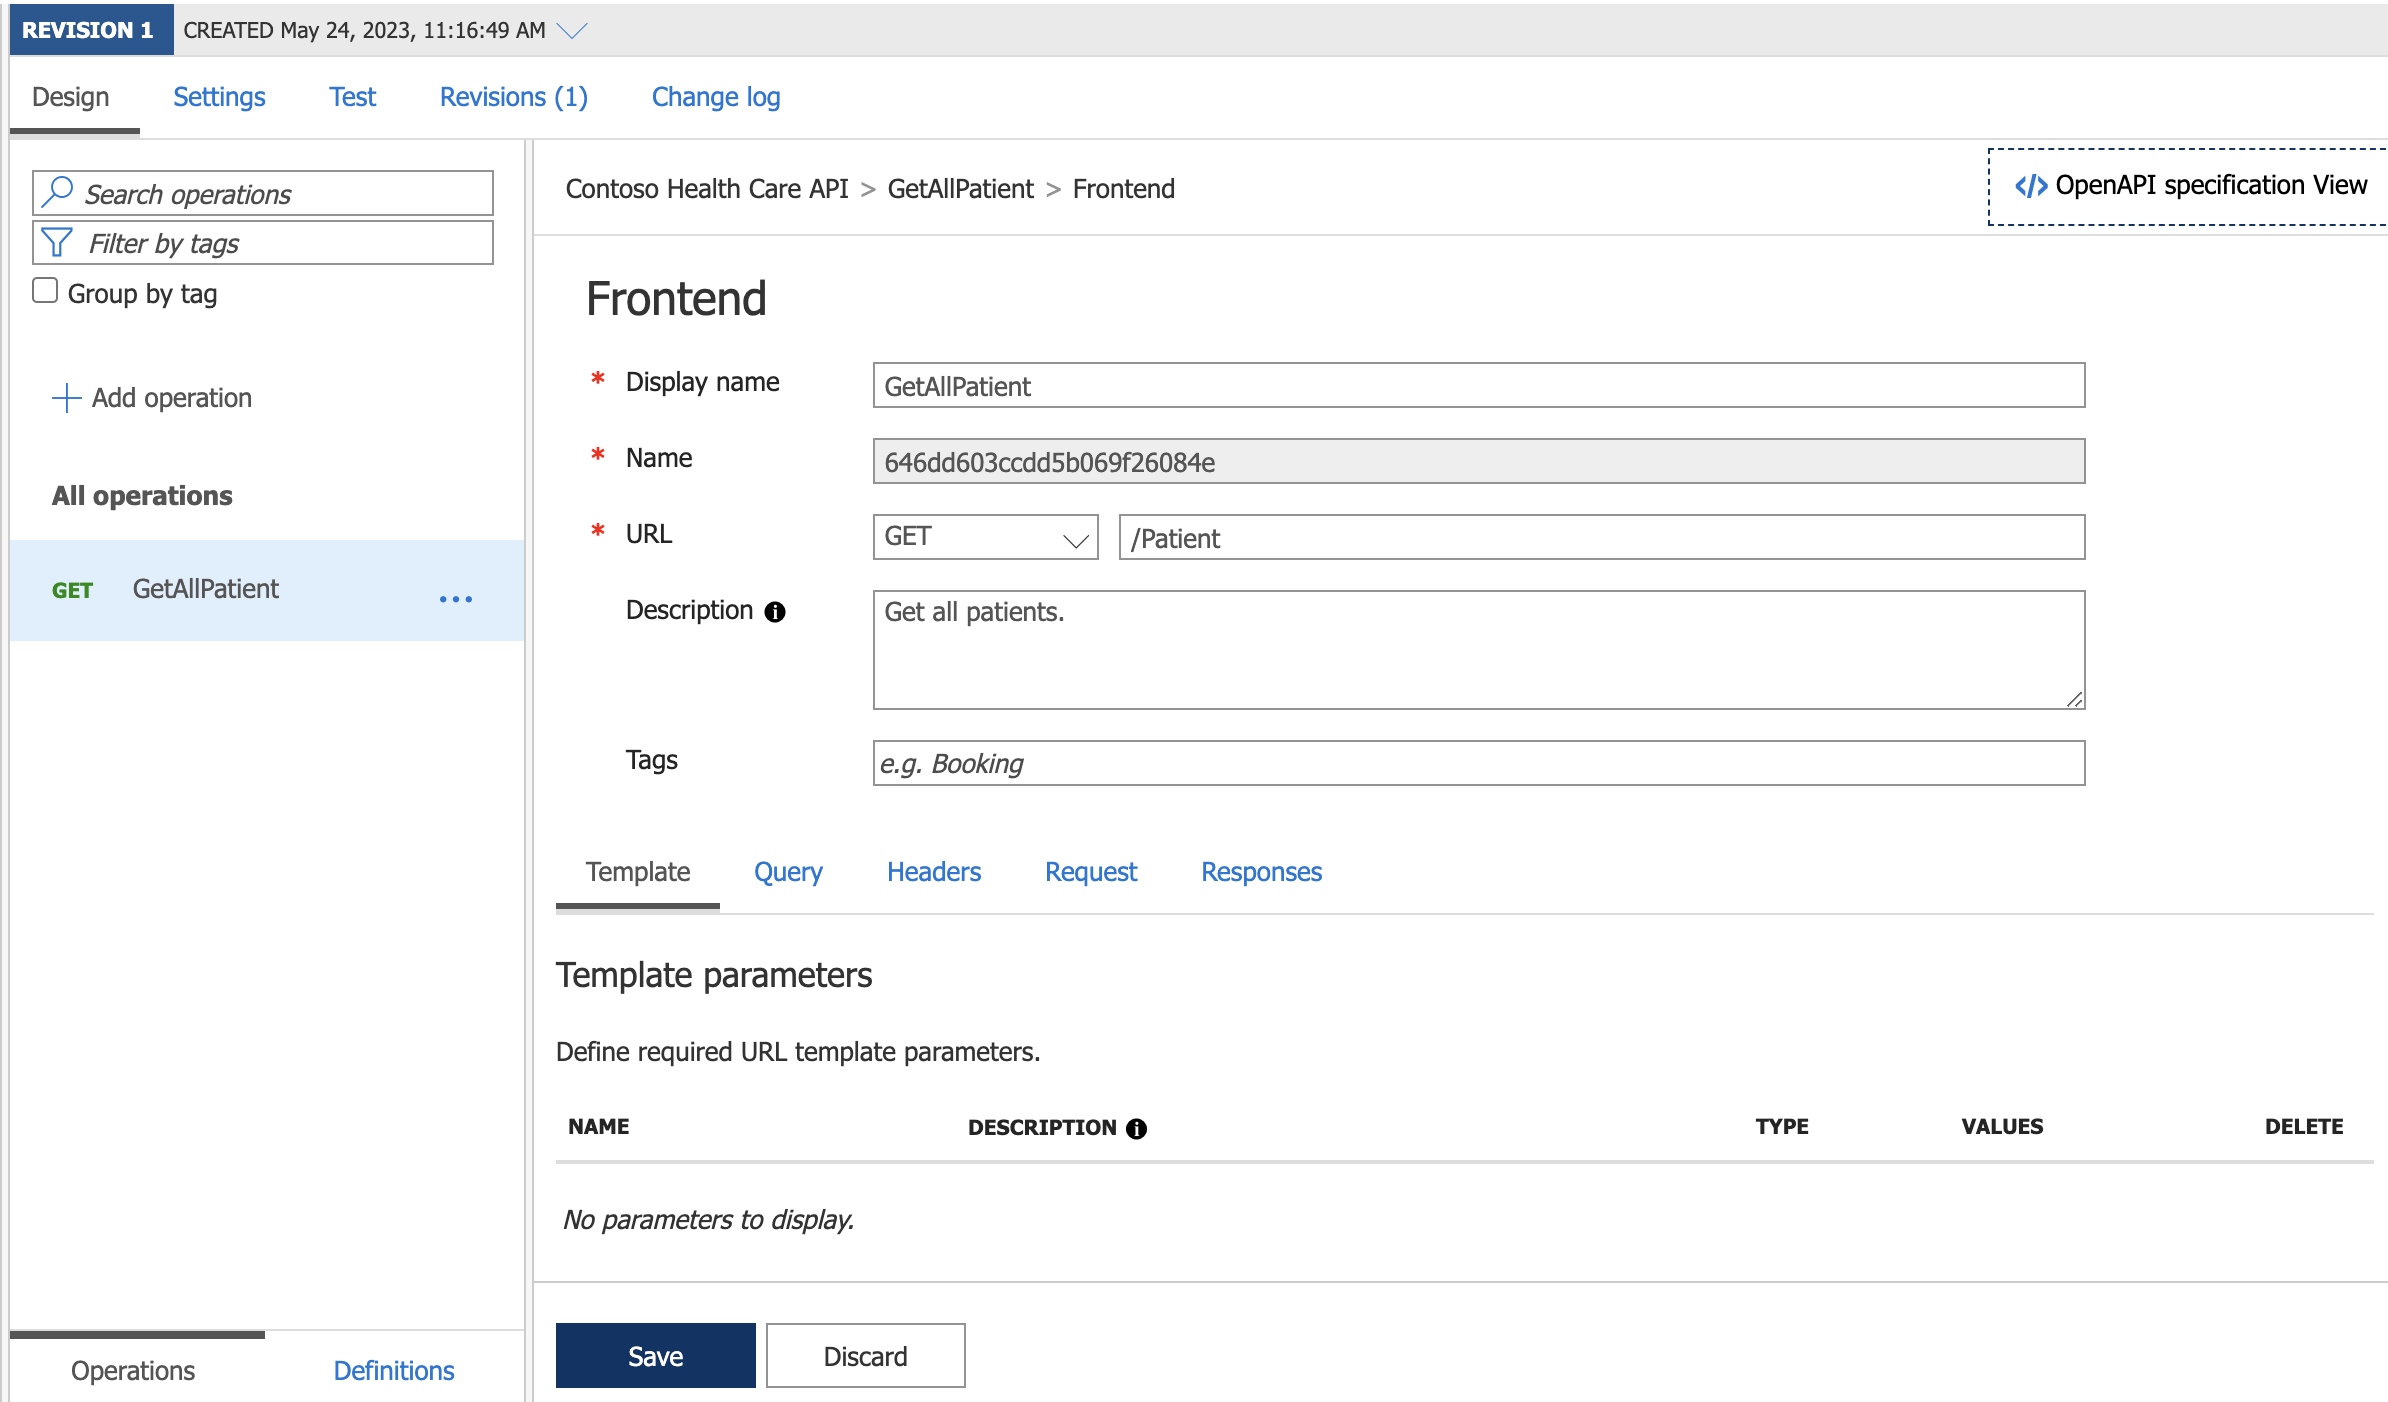 REVISION 1 CREATED May 24, 2023, 11:16:49 AM
Design Settings Test Revisions (1) Change log
Search operations
Filter by tags
Group by tag
Add operation
All operations
GET GetAllPatient ...
Operations Definitions
Contoso Health Care API > GetAllPatient > Frontend
</> OpenAPI specification View
Frontend
* Display name GetAllPatient
* Name 646dd603ccdd5b069f26084e
* URL GET /Patient
Description Get all patients.
Tags e.g. Booking
Template Query Headers Request Responses
Template parameters
Define required URL template parameters.
NAME DESCRIPTION TYPE VALUES DELETE
No parameters to display.
Save Discard